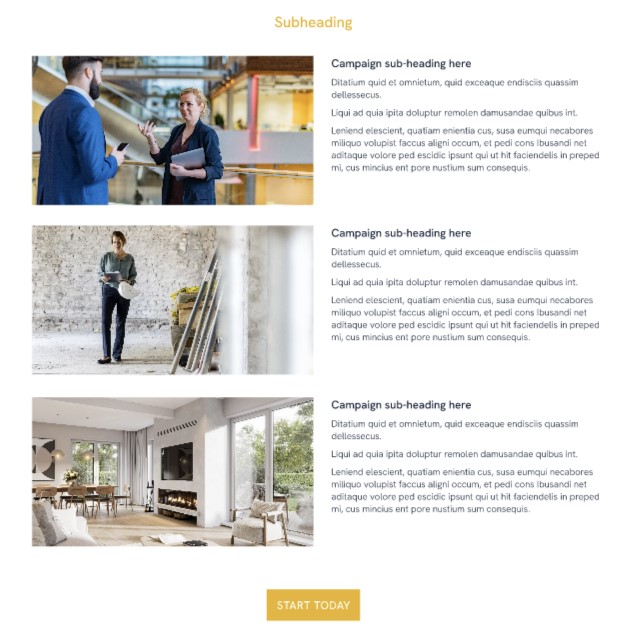 Subheading
Campaign sub-heading here
Ditatium quid et omnietum, quid exceaque endisciis quassim
dellessecus.
Liqui ad quia ipita doluptur remolen damusandae quibus int.
Leniend elescient, quatiam enientia cus, susa eumqui necabores
miliquo volupist faccus aligni occum, et pedi cons Ibusandi net
aditaque volore ped escidic ipsunt qui ut hit faciendelis in preped
mi, cus mincius ent pore nustium sum consequis.
Campaign sub-heading here
Ditatium quid et omnietum, quid exceaque endisciis quassim
dellessecus.
Liqui ad quia ipita doluptur remolen damusandae quibus int.
Leniend elescient, quatiam enientia cus, susa eumqui necabores
miliquo volupist faccus aligni occum, et pedi cons Ibusandi net
aditaque volore ped escidic ipsunt qui ut hit faciendelis in preped
mi, cus mincius ent pore nustium sum consequis.
Campaign sub-heading here
Ditatium quid et omnietum, quid exceaque endisciis quassim
dellessecus.
Liqui ad quia ipita doluptur remolen damusandae quibus int.
Leniend elescient, quatiam enientia cus, susa eumqui necabores
miliquo volupist faccus aligni occum, et pedi cons Ibusandi net
aditaque volore ped escidic ipsunt qui ut hit faciendelis in preped
mi, cus mincius ent pore nustium sum consequis.
START TODAY